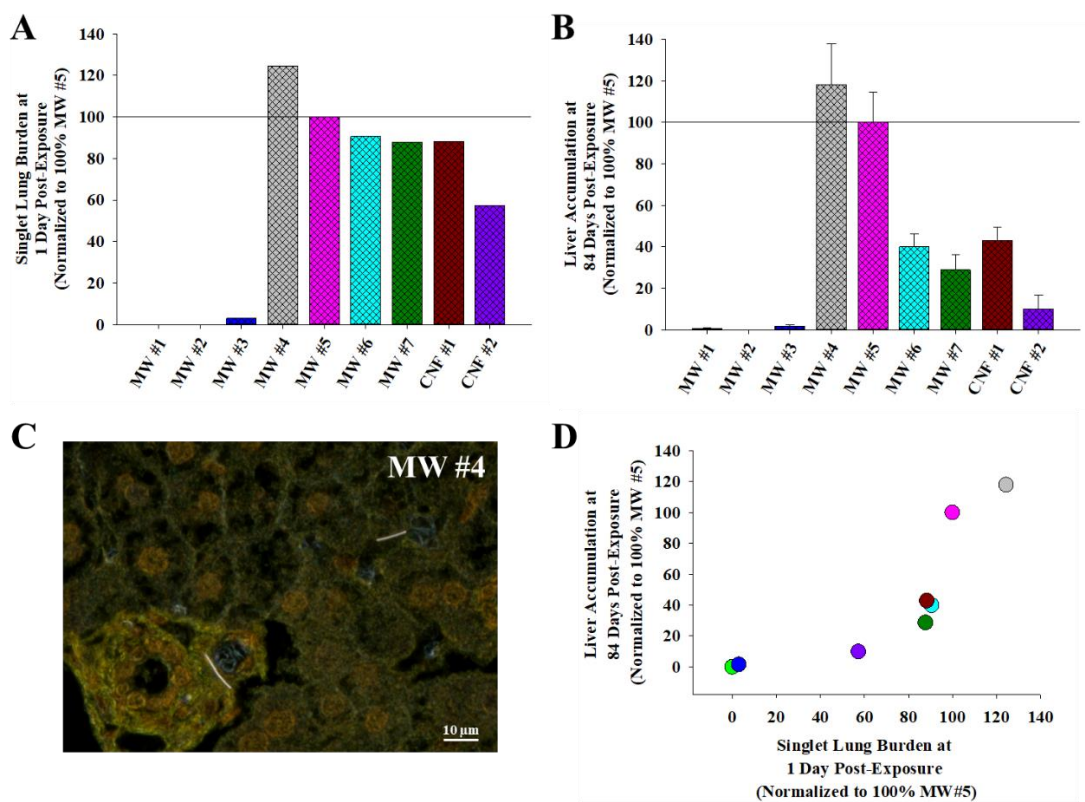 A
Singlet Lung Burden at
1 Day Post-Exposure
(Normalized to 100% MW #5)
140
120
100
80
60
40
20
0
MW #1
MW #2
MW #3
MW #4
MW #5
MW #6
MW #7
CNF #1
CNF #2
B
Liver Accumulation at
84 Days Post-Exposure
(Normalized to 100% MW #5)
140
120
100
80
60
40
20
0
MW #1
MW #2
MW #3
MW #4
MW #5
MW #6
MW #7
CNF #1
CNF #2
C
MW #4
10 µm
D
Liver Accumulation at
84 Days Post-Exposure
(Normalized to 100% MW #5)
140
120
100
80
60
40
20
0
0 20 40 60 80 100 120 140
Singlet Lung Burden at
1 Day Post-Exposure
(Normalized to 100% MW#5)